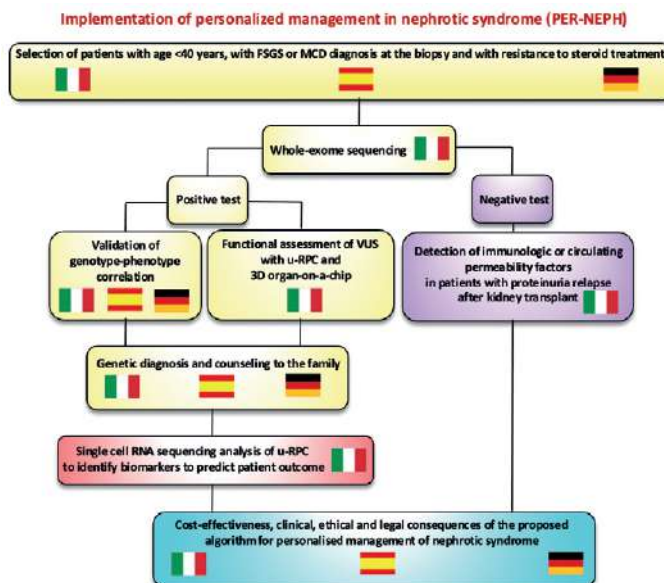 Implementation of personalized management in nephrotic syndrome (PER-NEPH)
Selection of patients with age <40 years, with FSGS or MCD diagnosis at the biopsy and with resistance to steroid treatment
Whole-exome sequencing
Positive test
Negative test
Validation of
genotype-phenotype
correlation
Functional assessment of VUS
with u-RPC and
3D organ-on-a-chip
Detection of immunologic or circulating
permeability factors
in patients with proteinuria relapse
after kidney transplant
Genetic diagnosis and counseling to the family
Single cell RNA sequencing analysis of u-RPC
to identify biomarkers to predict patient outcome
Cost-effectiveness, clinical, ethical and legal consequences of the proposed
algorithm for personalised management of nephrotic syndrome